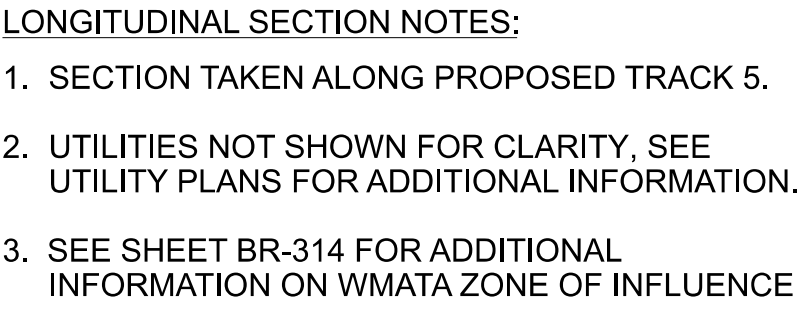 LONGITUDINAL SECTION NOTES:
1. SECTION TAKEN ALONG PROPOSED TRACK 5.
2. UTILITIES NOT SHOWN FOR CLARITY, SEE
UTILITY PLANS FOR ADDITIONAL INFORMATION.
3. SEE SHEET BR-314 FOR ADDITIONAL
INFORMATION ON WMATA ZONE OF INFLUENCE